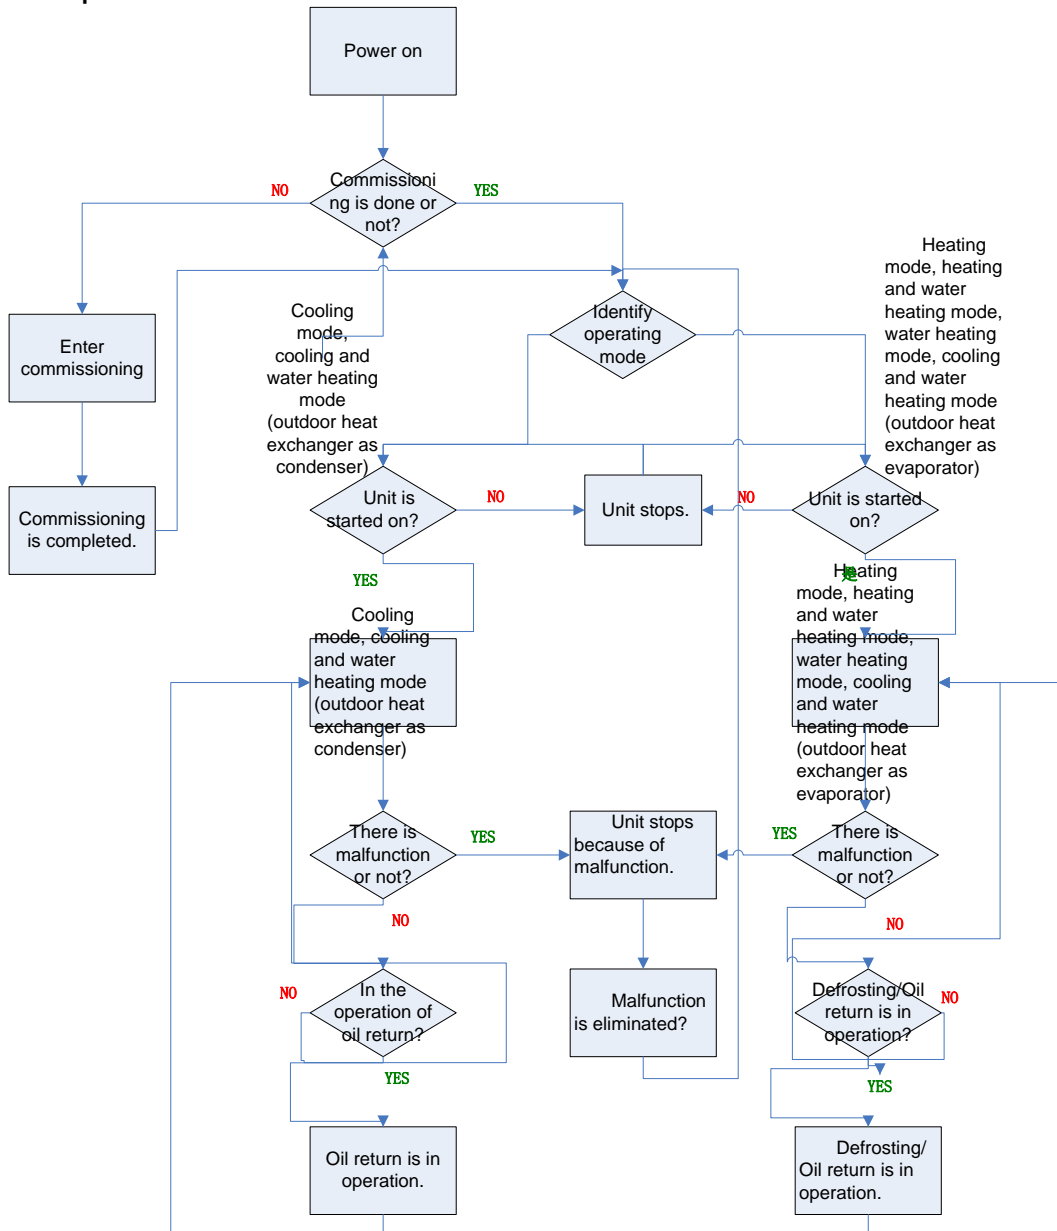 Power on
Commissioni
ng is done or
not?
NO
YES
Enter
commissioning
Commissioning
is completed.
Identify
operating
mode
Cooling
mode,
cooling and
water heating
mode
(outdoor heat
exchanger as
condenser)
Heating
mode, heating
and water
heating mode,
water heating
mode, cooling
and water
heating mode
(outdoor heat
exchanger as
evaporator)
Unit is
started on?
NO
Unit stops.
NO
Unit is started
on?
YES
是
Cooling
mode, cooling
and water
heating mode
(outdoor heat
exchanger as
condenser)
Heating
mode, heating
and water
heating mode,
water heating
mode, cooling
and water
heating mode
(outdoor heat
exchanger as
evaporator)
There is
malfunction
or not?
YES
Unit stops
because of
malfunction.
YES
There is
malfunction
or not?
NO
NO
In the
operation of
oil return?
NO
Malfunction
is eliminated?
Defrosting/Oil
return is in
operation?
NO
YES
YES
Oil return is in
operation.
Defrosting/
Oil return is in
operation.